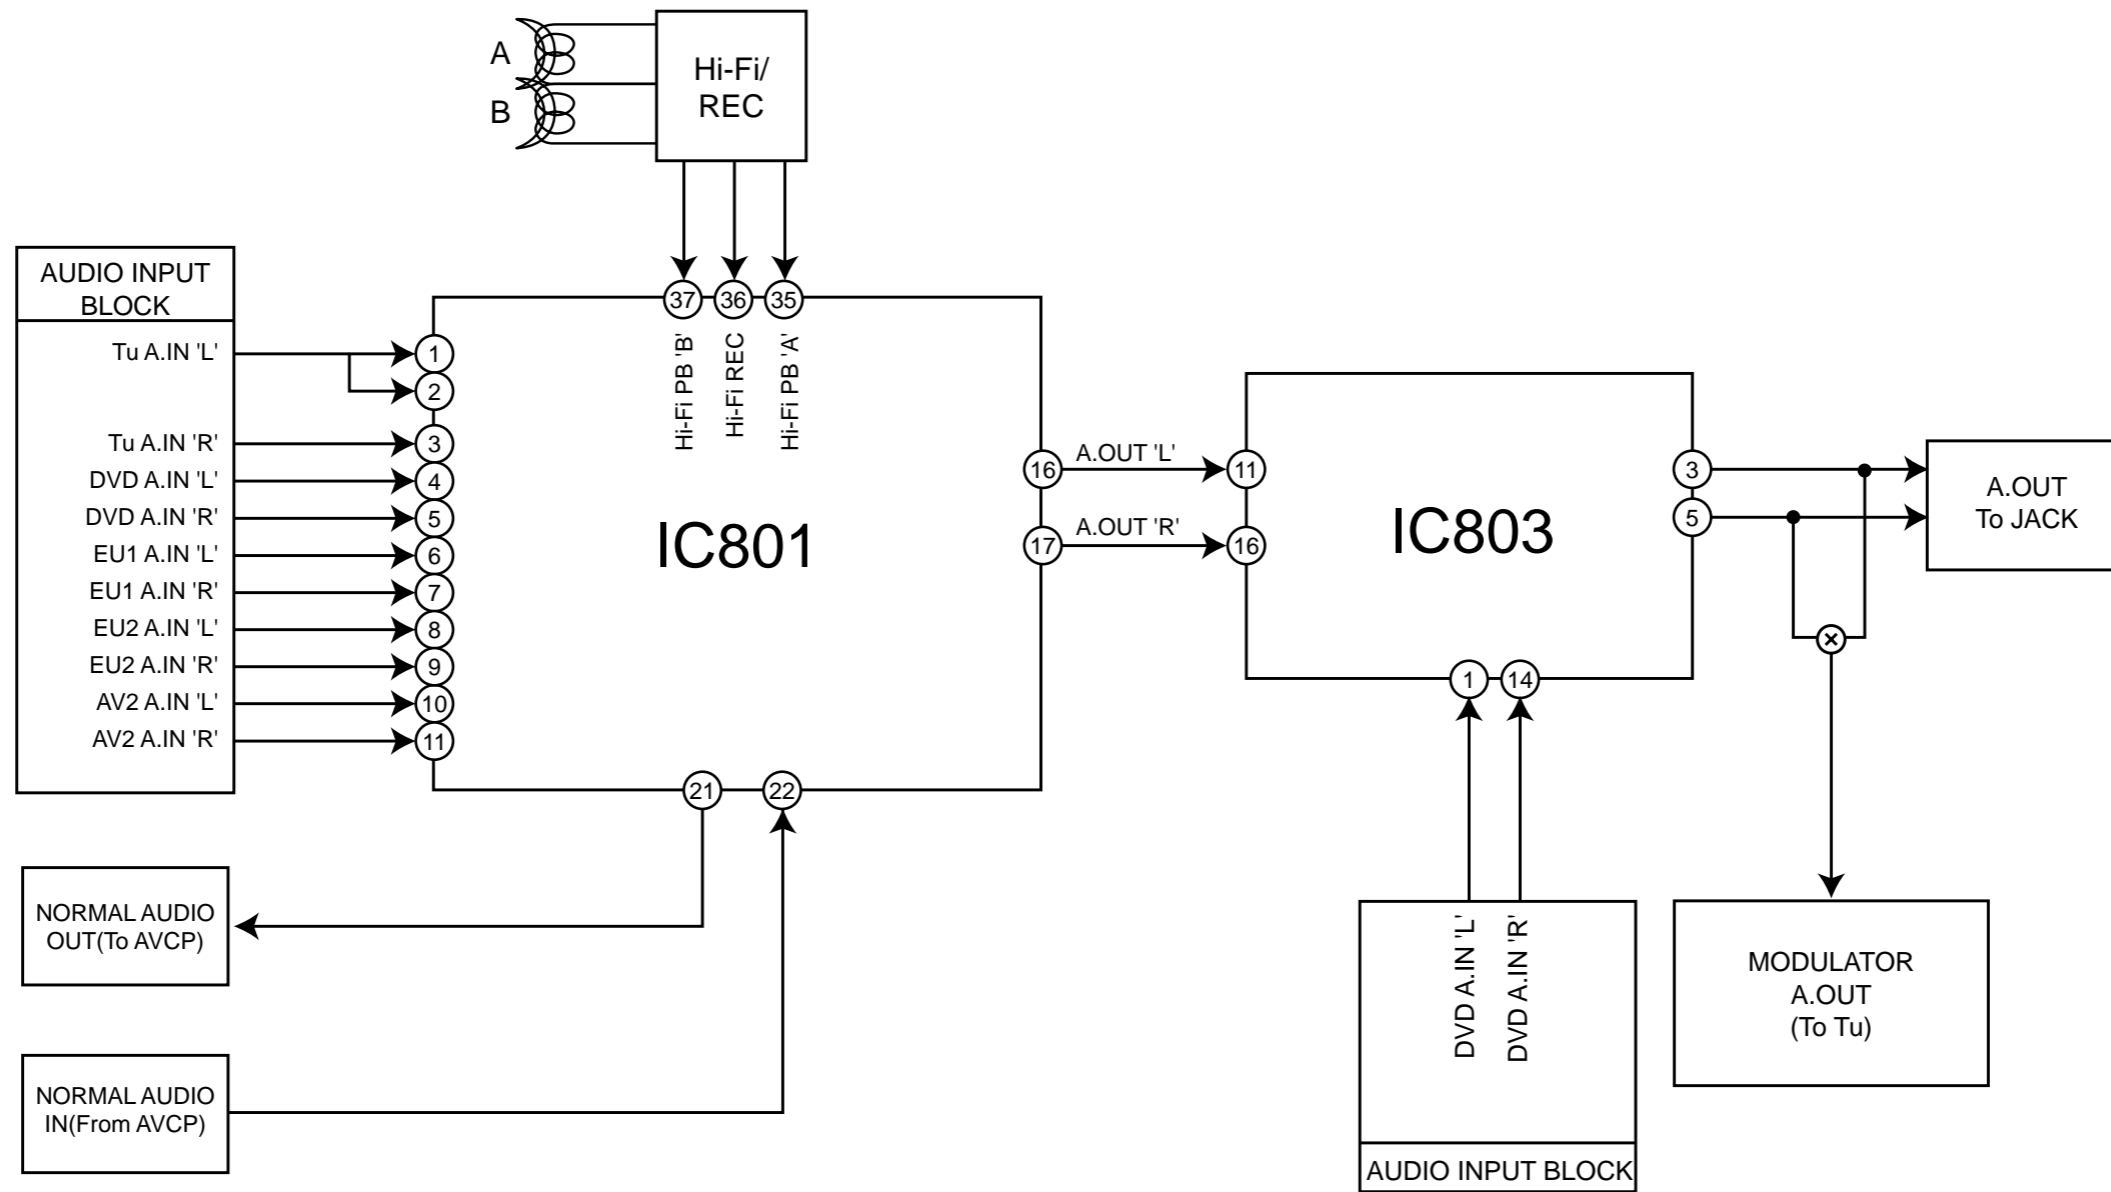 A
B
Hi-Fi/
REC
AUDIO INPUT
BLOCK
Tu A.IN 'L'
Tu A.IN 'R'
DVD A.IN 'L'
DVD A.IN 'R'
EU1 A.IN 'L'
EU1 A.IN 'R'
EU2 A.IN 'L'
EU2 A.IN 'R'
AV2 A.IN 'L'
AV2 A.IN 'R'
1
2
3
4
5
6
7
8
9
10
11
37
36
35
Hi-Fi PB 'B'
Hi-Fi REC
Hi-Fi PB 'A'
IC801
16
17
21
22
A.OUT 'L'
A.OUT 'R'
11
16
IC803
3
5
1
14
A.OUT
To JACK
NORMAL AUDIO
OUT(To AVCP)
NORMAL AUDIO
IN(From AVCP)
DVD A.IN 'L'
DVD A.IN 'R'
AUDIO INPUT BLOCK
MODULATOR
A.OUT
(To Tu)